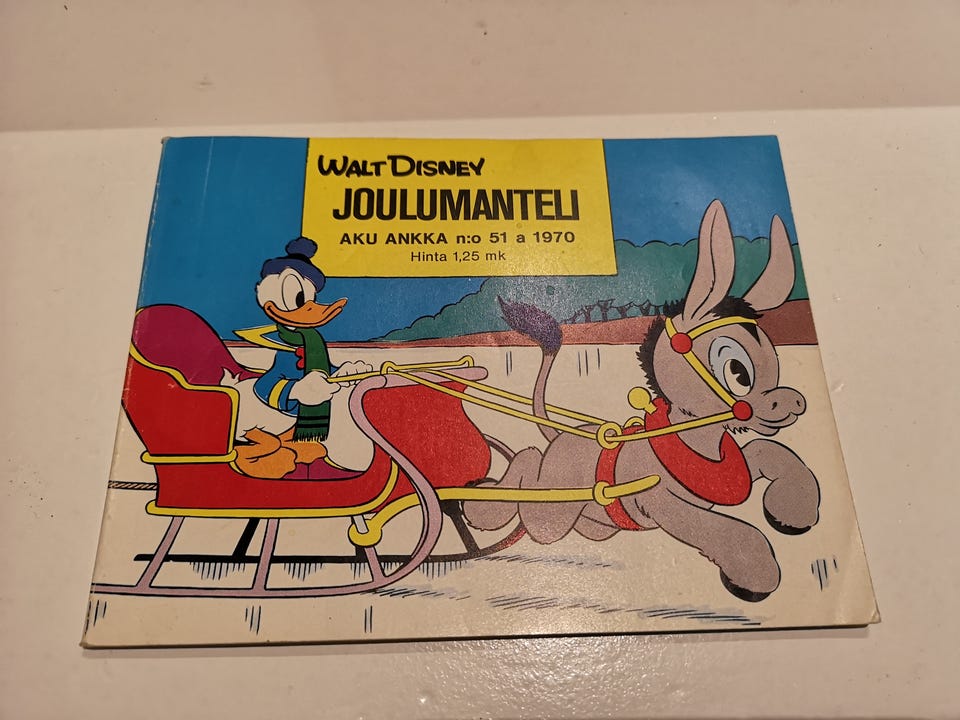 WALT DISNEY
JOULUMANTELI
AKU ANKKA n:o 51 a 1970
Hinta 1,25 mk